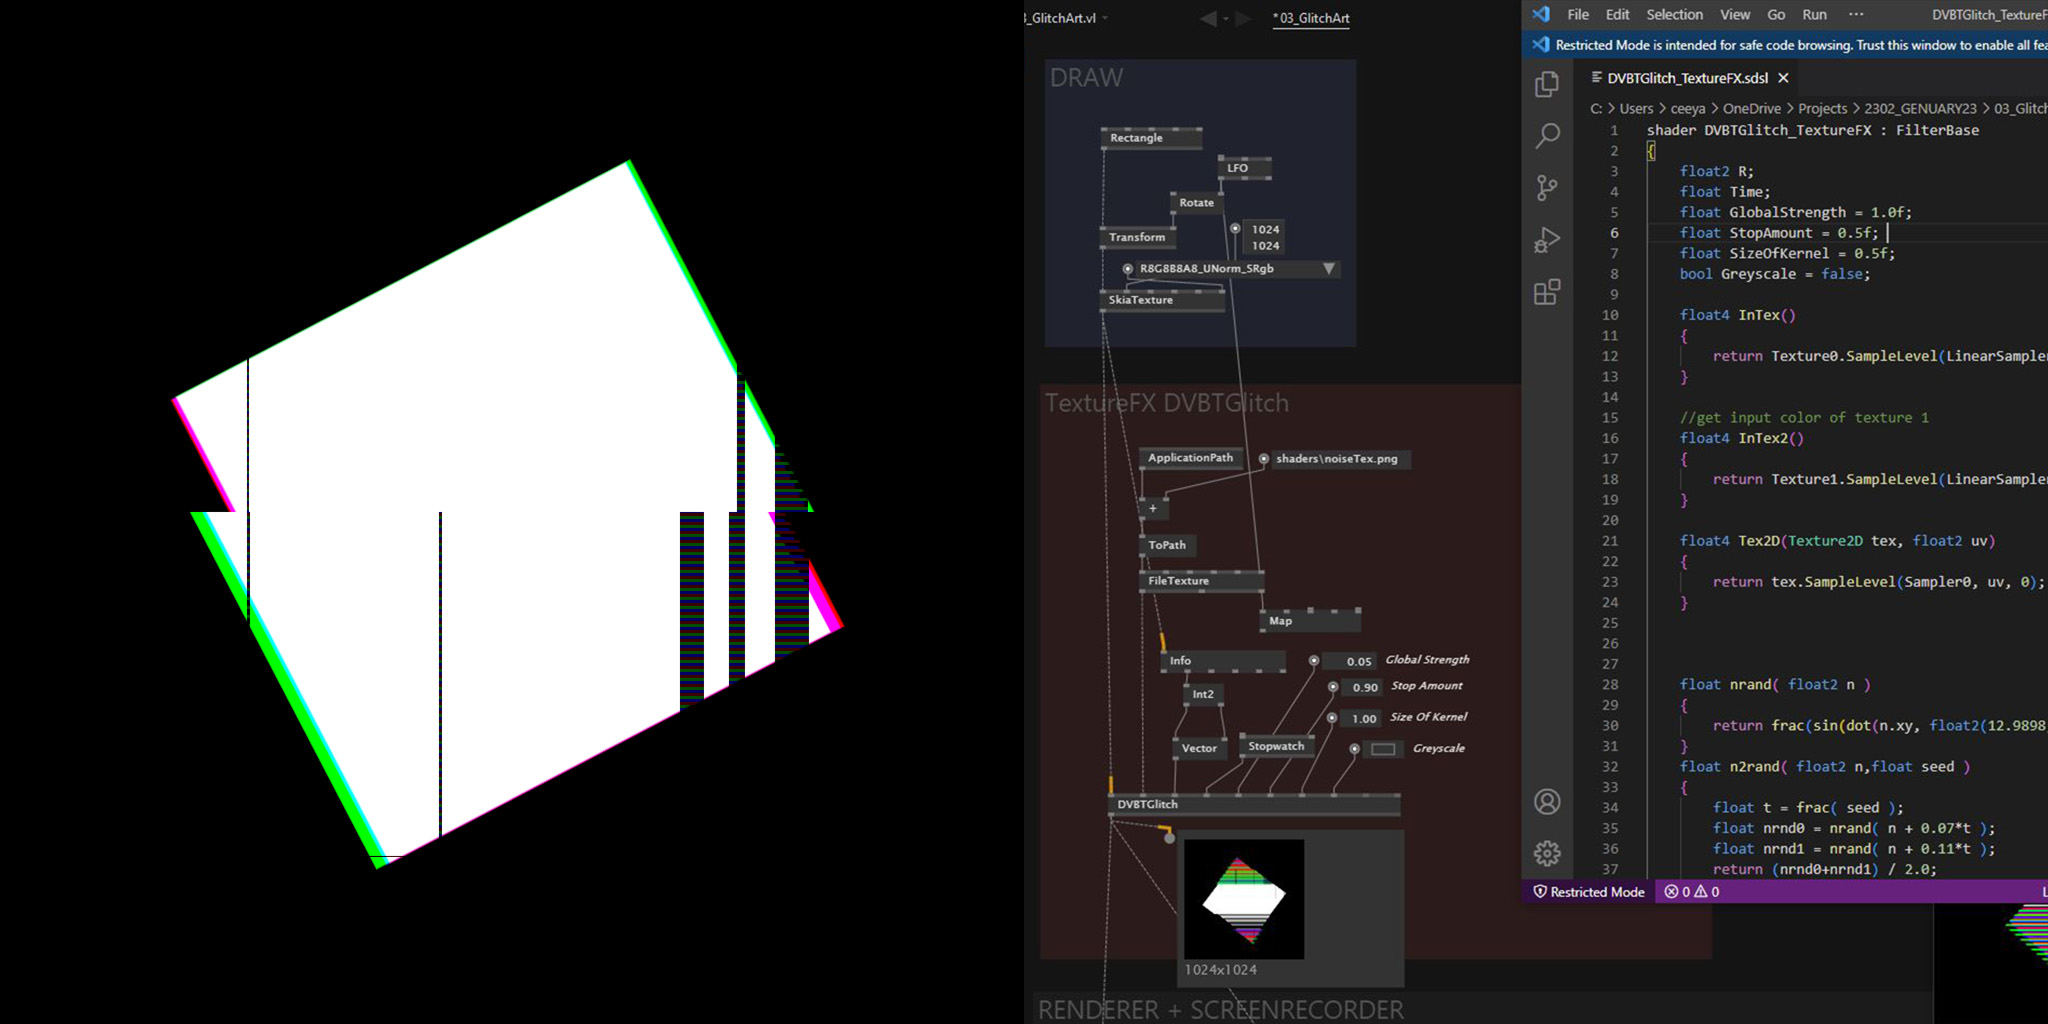 3_GlitchArt.vl
*03_GlitchArt
DRAW
Rectangle
LFO
Rotate
Transform
1024
1024
R8G8B8A8_UNorm_SRgb
SkiaTexture
TextureFX DVBTGlitch
ApplicationPath
shaders\noiseTex.png
+
ToPath
FileTexture
Map
Info
0.05 Global Strength
Int2
0.90 Stop Amount
1.00 Size Of Kernel
Vector
Stopwatch
Greyscale
DVBTGlitch
1024x1024
RENDERER + SCREENRECORDER
File Edit Selection View Go Run ··· DVBTGlitch_TextureF
Restricted Mode is intended for safe code browsing. Trust this window to enable all fea
DVBTGlitch_TextureFX.sdsl
C: > Users > ceeya > OneDrive > Projects > 2302_GENUARY23 > 03_Glitch
1 shader DVBTGlitch_TextureFX : FilterBase
2 {
3 float2 R;
4 float Time;
5 float GlobalStrength = 1.0f;
6 float StopAmount = 0.5f;
7 float SizeOfKernel = 0.5f;
8 bool Greyscale = false;
9
10 float4 InTex()
11 {
12 return Texture0.SampleLevel(LinearSampler
13 }
14
15 //get input color of texture 1
16 float4 InTex2()
17 {
18 return Texture1.SampleLevel(LinearSampler
19 }
20
21 float4 Tex2D(Texture2D tex, float2 uv)
22 {
23 return tex.SampleLevel(Sampler0, uv, 0);
24 }
25
26
27
28 float nrand( float2 n )
29 {
30 return frac(sin(dot(n.xy, float2(12.9898
31 }
32 float n2rand( float2 n,float seed )
33 {
34 float t = frac( seed );
35 float nrnd0 = nrand( n + 0.07*t );
36 float nrnd1 = nrand( n + 0.11*t );
37 return (nrnd0+nrnd1) / 2.0;
Restricted Mode 0 0